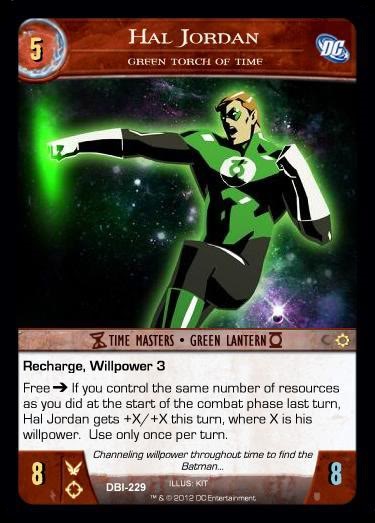 5
HAL JORDAN
DC
GREEN TORCH OF TIME
TIME MASTERS • GREEN LANTERN
Recharge, Willpower 3
Free ➔ If you control the same number of resources
as you did at the start of the combat phase last turn,
Hal Jordan gets +X/+X this turn, where X is his
willpower. Use only once per turn.
Channeling willpower throughout time to find the
Batman...
8
DBI-229
ILLUS: KIT
™ & © 2012 DC Entertainment
8